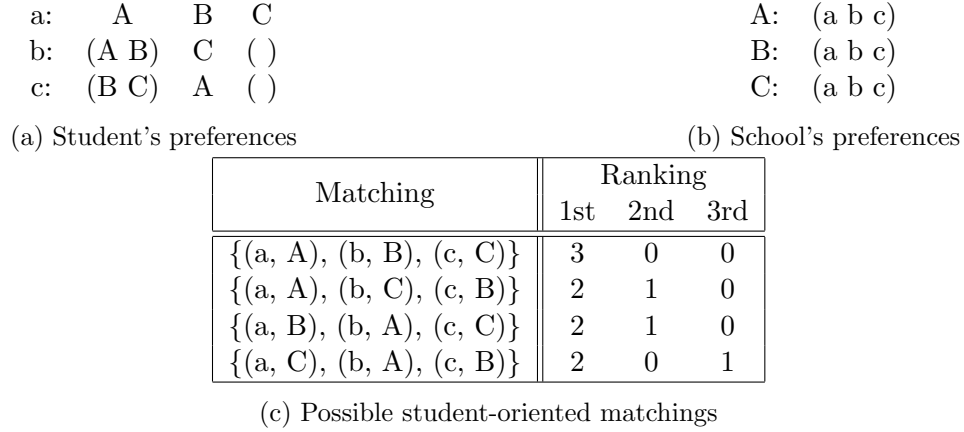 a: A B C
b: (A B) C ( )
c: (B C) A ( )
(a) Student's preferences
A: (a b c)
B: (a b c)
C: (a b c)
(b) School's preferences
Matching Ranking
1st 2nd 3rd
{(a, A), (b, B), (c, C)} 3 0 0
{(a, A), (b, C), (c, B)} 2 1 0
{(a, B), (b, A), (c, C)} 2 1 0
{(a, C), (b, A), (c, B)} 2 0 1
(c) Possible student-oriented matchings